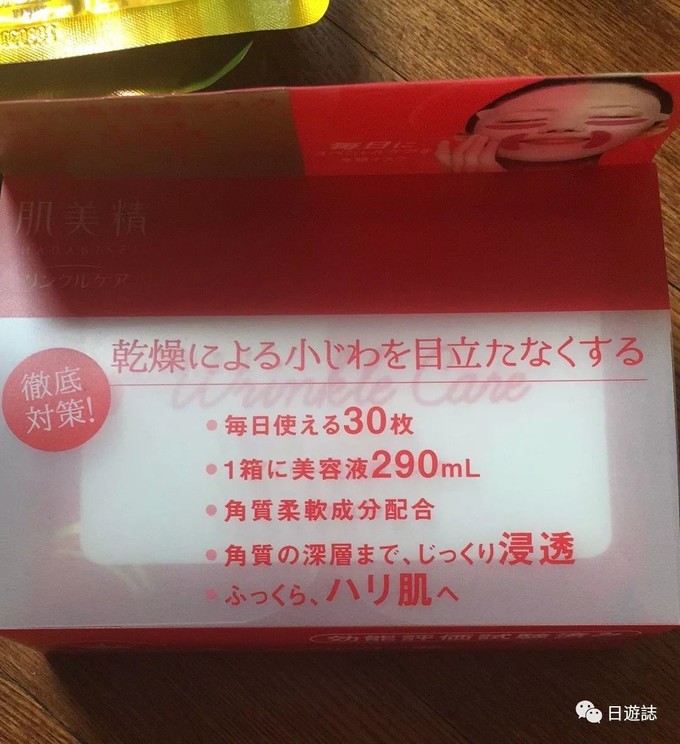 毎日に
肌美精
リンクルケア
乾燥による小じわを目立たなくする
徹底
対策!
Wrinkle Care
•毎日使える30枚
•1箱に美容液290mL
•角質柔軟成分配合
•角質の深層まで、じっくり浸透
•ふっくら、ハリ肌へ
効能評価試験済み
日遊誌